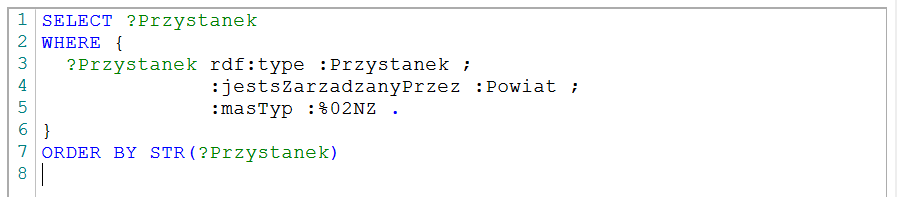 1 SELECT ?Przystanek
2 WHERE {
3   ?Przystanek rdf:type :Przystanek ;
4               :jestsZarzadzanyPrzez :Powiat ;
5               :masTyp :%02NZ .
6 }
7 ORDER BY STR(?Przystanek)
8